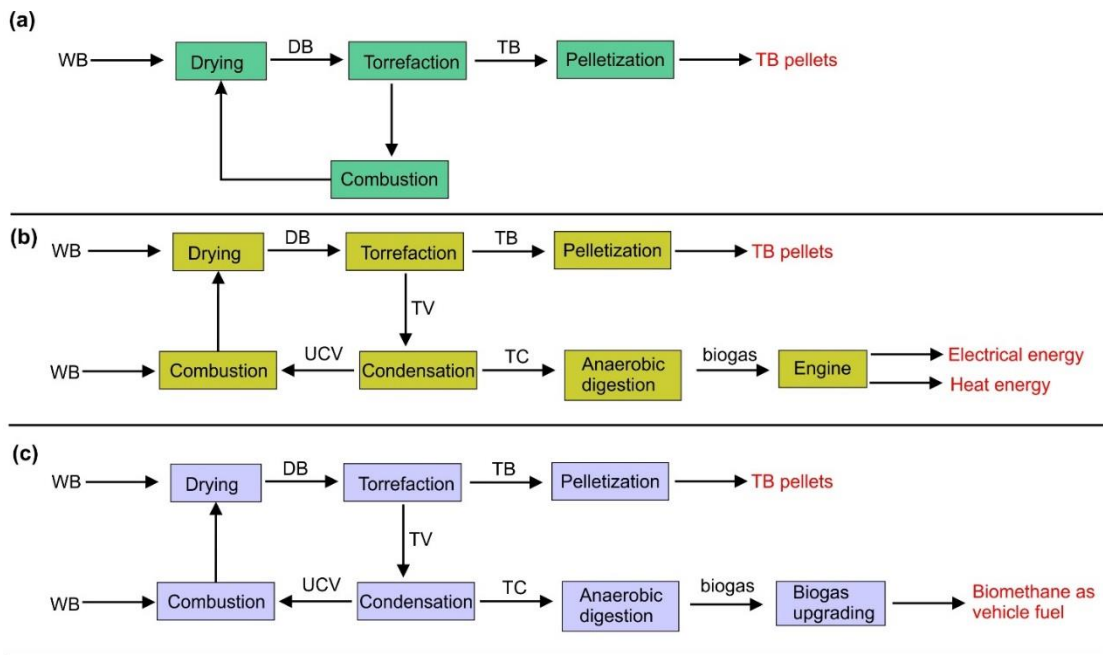 (a)
WB
Drying
DB
Torrefaction
TB
Pelletization
TB pellets
Combustion
(b)
WB
Drying
DB
Torrefaction
TB
Pelletization
TB pellets
TV
WB
Combustion
UCV
Condensation
TC
Anaerobic
digestion
biogas
Engine
Electrical energy
Heat energy
(c)
WB
Drying
DB
Torrefaction
TB
Pelletization
TB pellets
TV
WB
Combustion
UCV
Condensation
TC
Anaerobic
digestion
biogas
Biogas
upgrading
Biomethane as
vehicle fuel